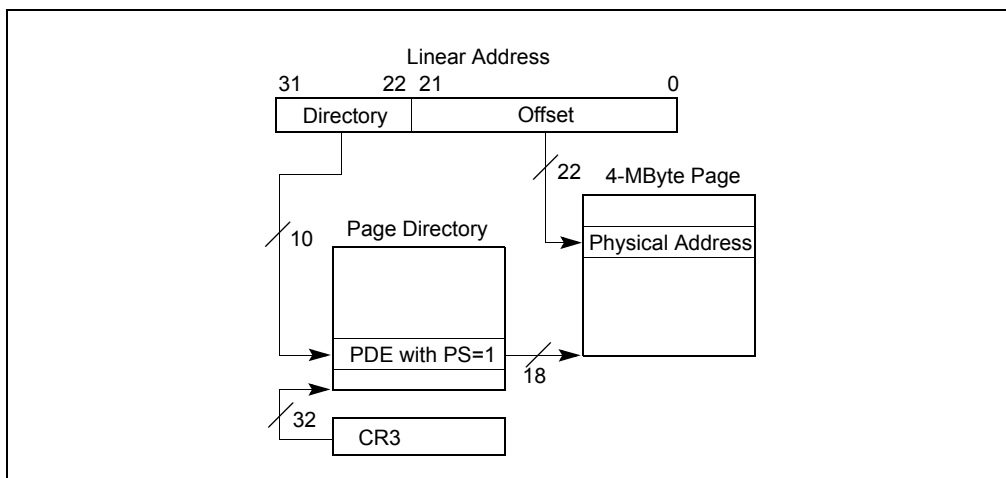 Linear Address
31 22 21 0
Directory Offset
22 4-MByte Page
10 Page Directory Physical Address
PDE with PS=1
18
32
CR3